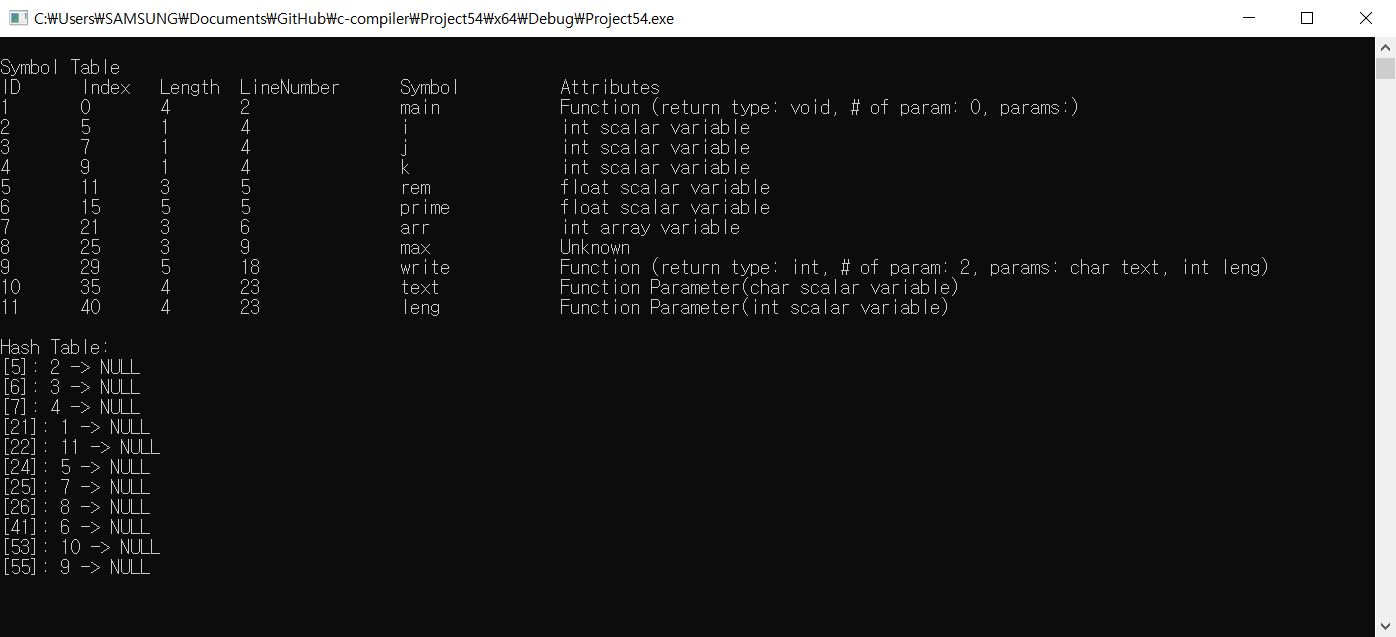 C:₩Users₩SAMSUNG₩Documents₩GitHub₩c-compiler₩Project54₩x64₩Debug₩Project54.exe
Symbol Table
ID Index Length LineNumber Symbol Attributes
1 0 4 2 main Function (return type: void, # of param: 0, params:)
2 5 1 4 i int scalar variable
3 7 1 4 j int scalar variable
4 9 1 4 k int scalar variable
5 11 3 5 rem float scalar variable
6 15 5 5 prime float scalar variable
7 21 3 6 arr int array variable
8 25 3 9 max Unknown
9 29 5 18 write Function (return type: int, # of param: 2, params: char text, int leng)
10 35 4 23 text Function Parameter(char scalar variable)
11 40 4 23 leng Function Parameter(int scalar variable)
Hash Table:
[5]: 2 -> NULL
[6]: 3 -> NULL
[7]: 4 -> NULL
[21]: 1 -> NULL
[22]: 11 -> NULL
[24]: 5 -> NULL
[25]: 7 -> NULL
[26]: 8 -> NULL
[41]: 6 -> NULL
[53]: 10 -> NULL
[55]: 9 -> NULL